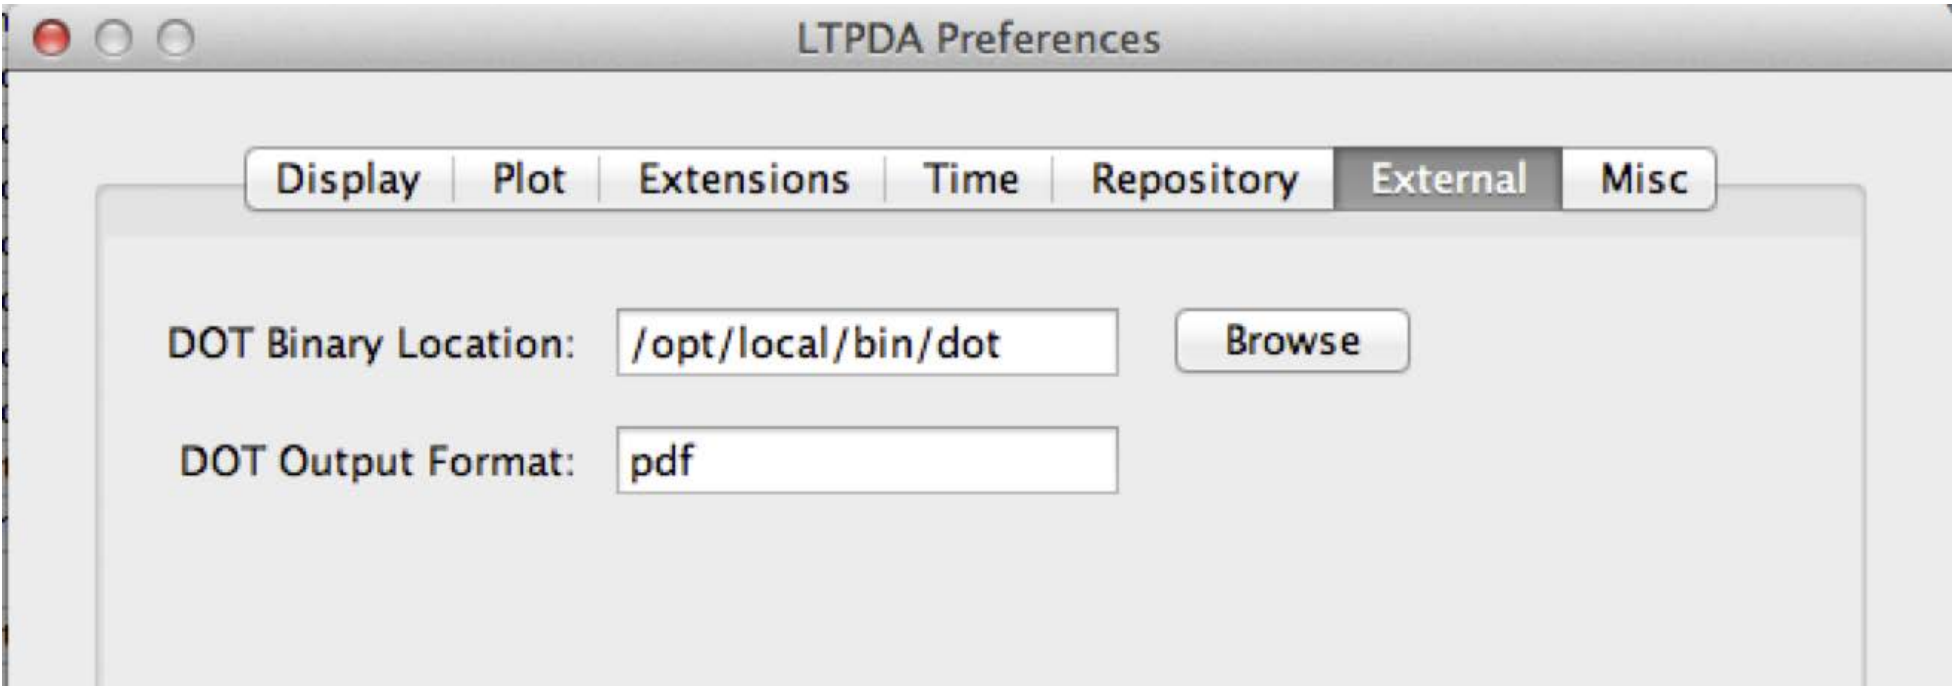 LTPDA Preferences
Display Plot Extensions Time Repository External Misc
DOT Binary Location: /opt/local/bin/dot Browse
DOT Output Format: pdf